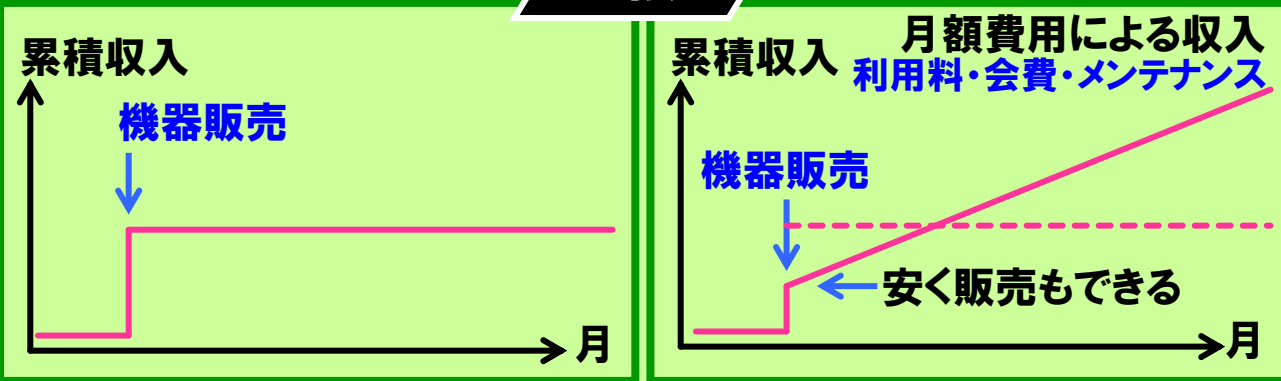 累積収入
機器販売
月
累積収入
月額費用による収入
利用料・会費・メンテナンス
機器販売
安く販売もできる
月